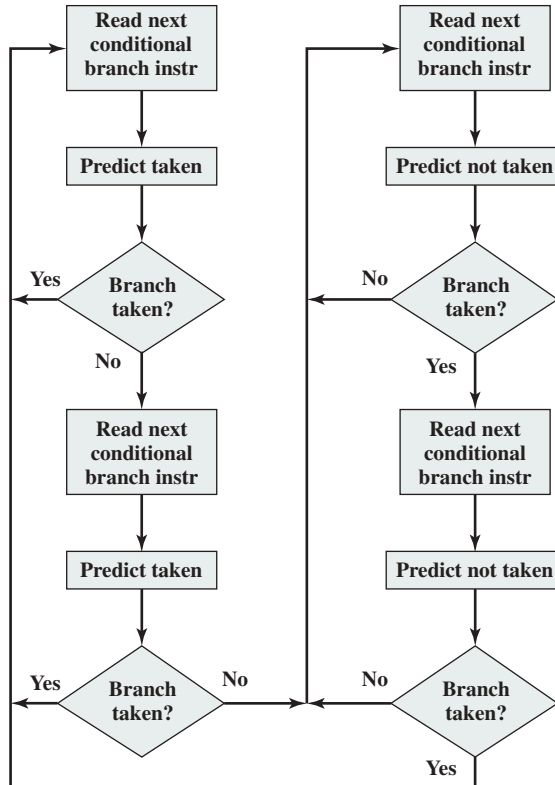 Read next
conditional
branch instr
Predict taken
Yes
Branch
taken?
No
Read next
conditional
branch instr
Predict taken
Yes
Branch
taken?
No
Read next
conditional
branch instr
Predict not taken
No
Branch
taken?
Yes
Read next
conditional
branch instr
Predict not taken
No
Branch
taken?
Yes